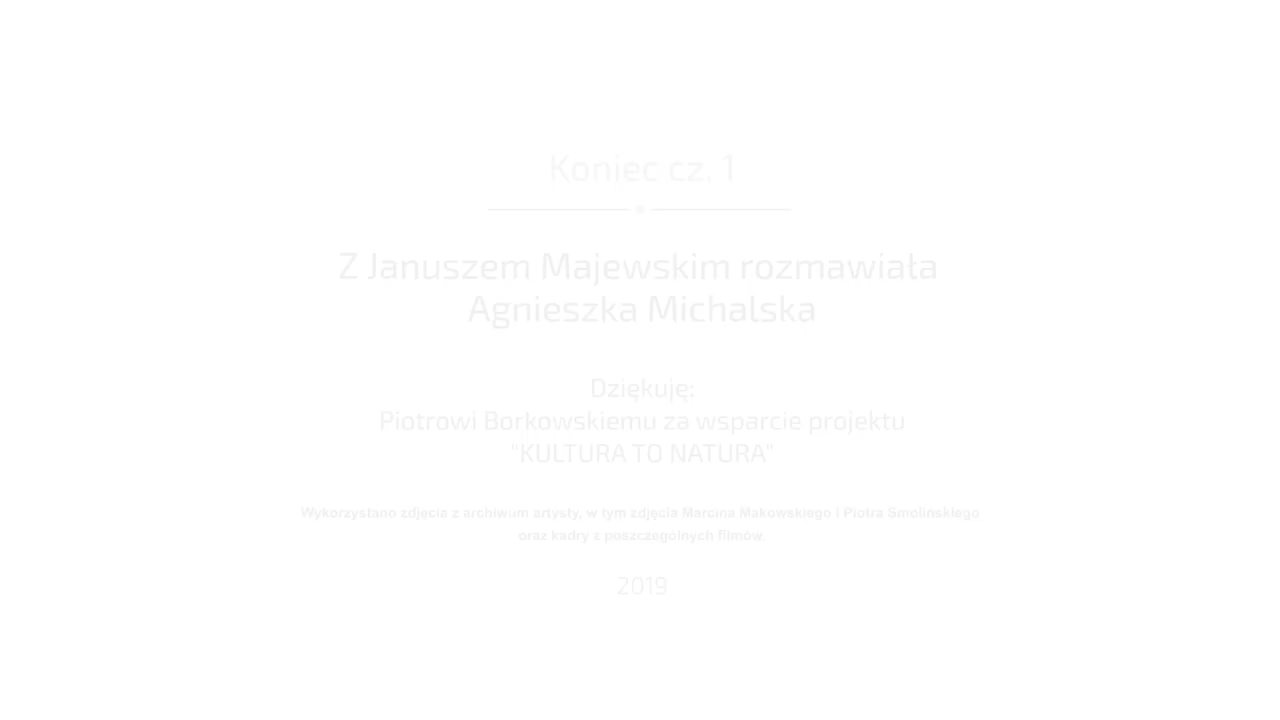 Koniec cz. 1
Z Januszem Majewskim rozmawiała
Agnieszka Michalska
Dziękuję:
Piotrowi Borkowskiemu za wsparcie projektu
"KULTURA TO NATURA"
Wykorzystano zdjęcia z archiwum artysty, w tym zdjęcia Marcina Makowskiego i Piotra Smolińskiego
oraz kadry z poszczególnych filmów.
2019